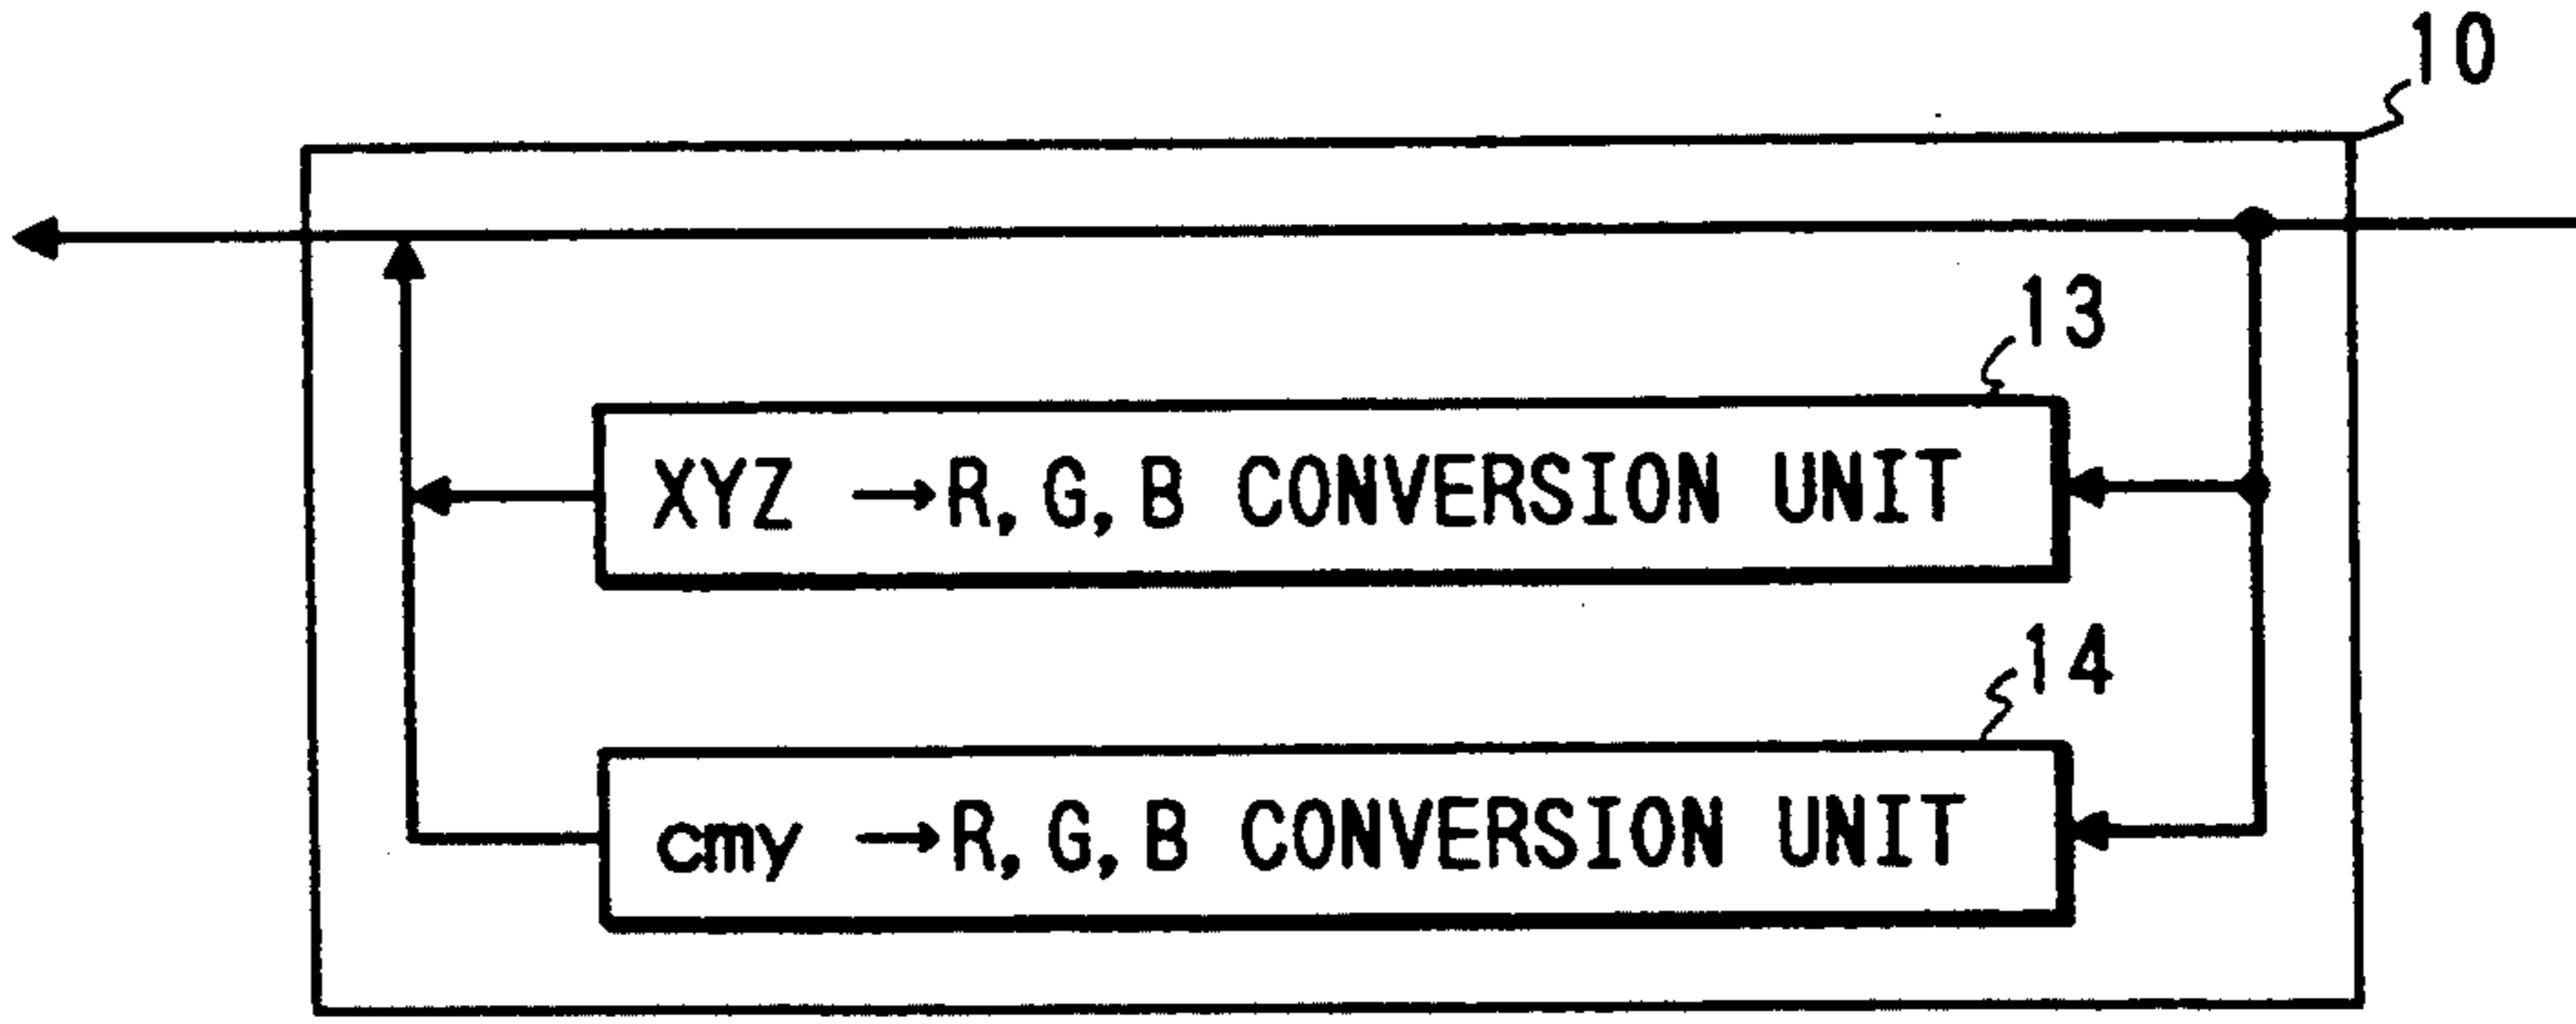 10
13
XYZ →R, G, B CONVERSION UNIT
14
cmy →R, G, B CONVERSION UNIT